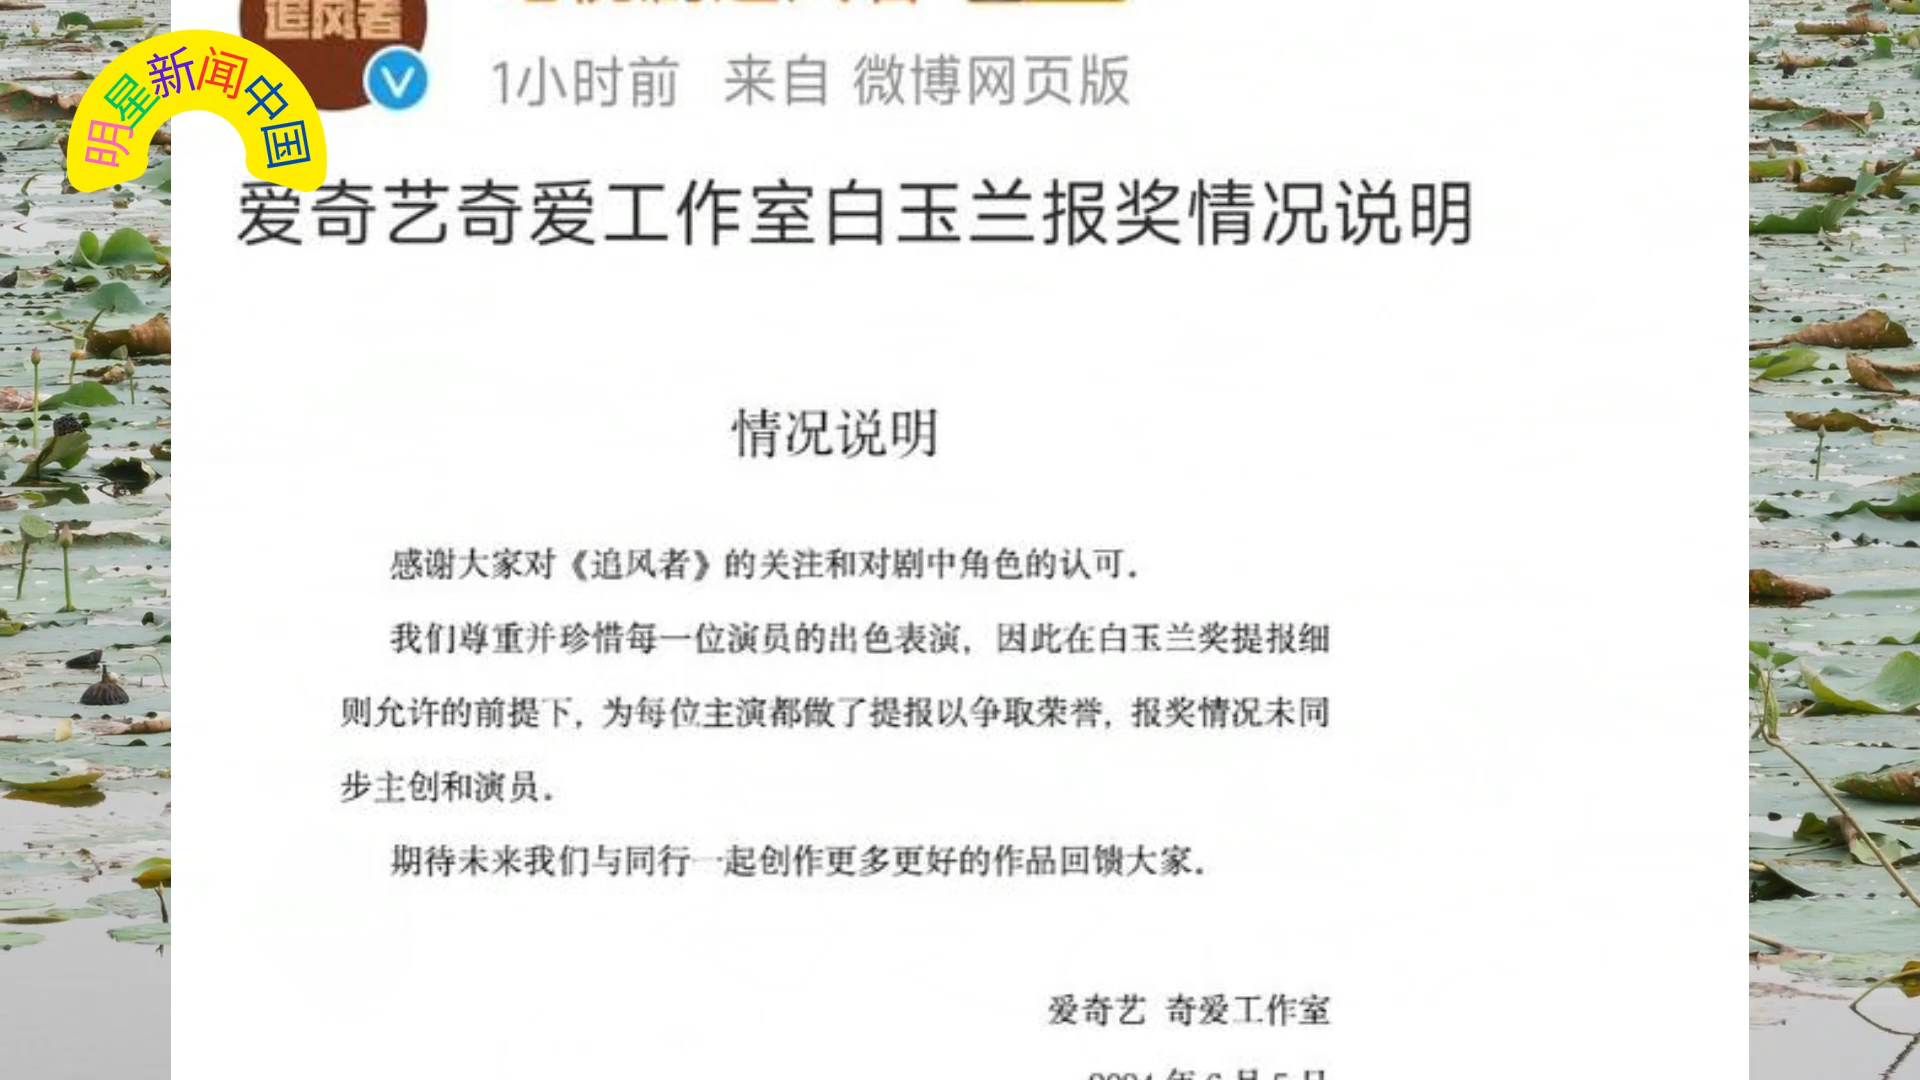 追风者
明星新闻中国
1小时前 来自 微博网页版
爱奇艺奇爱工作室白玉兰报奖情况说明
情况说明
感谢大家对《追风者》的关注和对剧中角色的认可.
我们尊重并珍惜每一位演员的出色表演, 因此在白玉兰奖提报细
则允许的前提下, 为每位主演都做了提报以争取荣誉, 报奖情况未同
步主创和演员.
期待未来我们与同行一起创作更多更好的作品回馈大家.
爱奇艺 奇爱工作室
2024 年 6 月 5 日